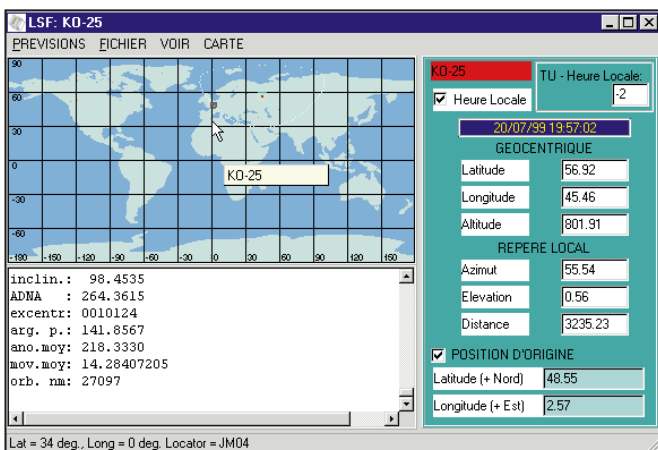 LSF: KO-25
PREVISIONS FICHIER VOIR CARTE
90
60
30
0
-30
-60
-190 -150 -120 -90 -60 -30 0 30 60 90 120 150
KO-25
inclin.: 98.4535
ADNA : 264.3615
excentr: 0010124
arg. p.: 141.8567
ano.moy: 218.3330
mov.moy: 14.28407205
orb. nm: 27097
KO-25
TU - Heure Locale:
-2
Heure Locale
20/07/99 19:57:02
GEOCENTRIQUE
Latitude 56.92
Longitude 45.46
Altitude 801.91
REPERE LOCAL
Azimut 55.54
Elevation 0.56
Distance 3235.23
POSITION D'ORIGINE
Latitude (+ Nord) 48.55
Longitude (+ Est) 2.57
Lat = 34 deg., Long = 0 deg. Locator = JM04